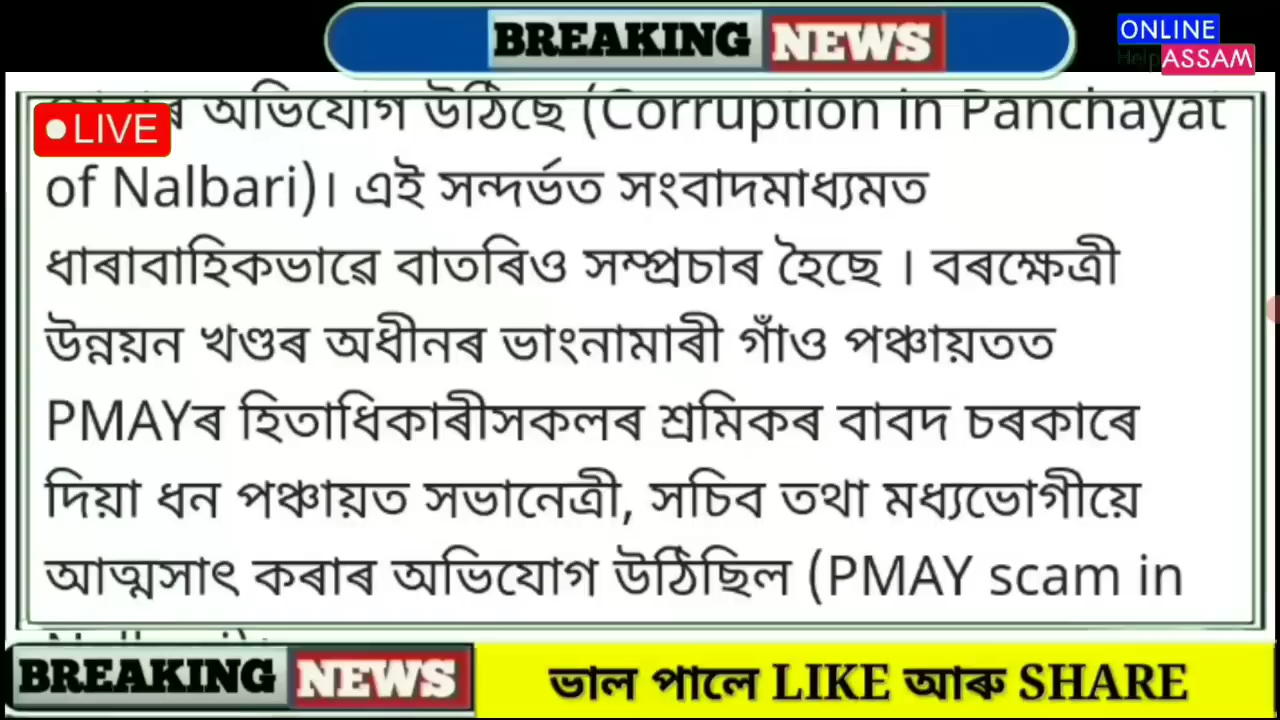 BREAKING NEWS
ONLINE
Help ASSAM
LIVE
অভিযোগ উঠিছে (Corruption in Panchayat
of Nalbari)। এই সন্দৰ্ভত সংবাদমাধ্যমত
ধাৰাবাহিকভাৱে বাতৰিও সম্প্ৰচাৰ হৈছে । বৰক্ষেত্ৰী
উন্নয়ন খণ্ডৰ অধীনৰ ভাংনামাৰী গাঁও পঞ্চায়তত
PMAYৰ হিতাধিকাৰীসকলৰ শ্ৰমিকৰ বাবদ চৰকাৰে
দিয়া ধন পঞ্চায়ত সভানেত্ৰী, সচিব তথা মধ্যভোগীয়ে
আত্মসাৎ কৰাৰ অভিযোগ উঠিছিল (PMAY scam in
BREAKING NEWS
ভাল পালে LIKE আৰু SHARE